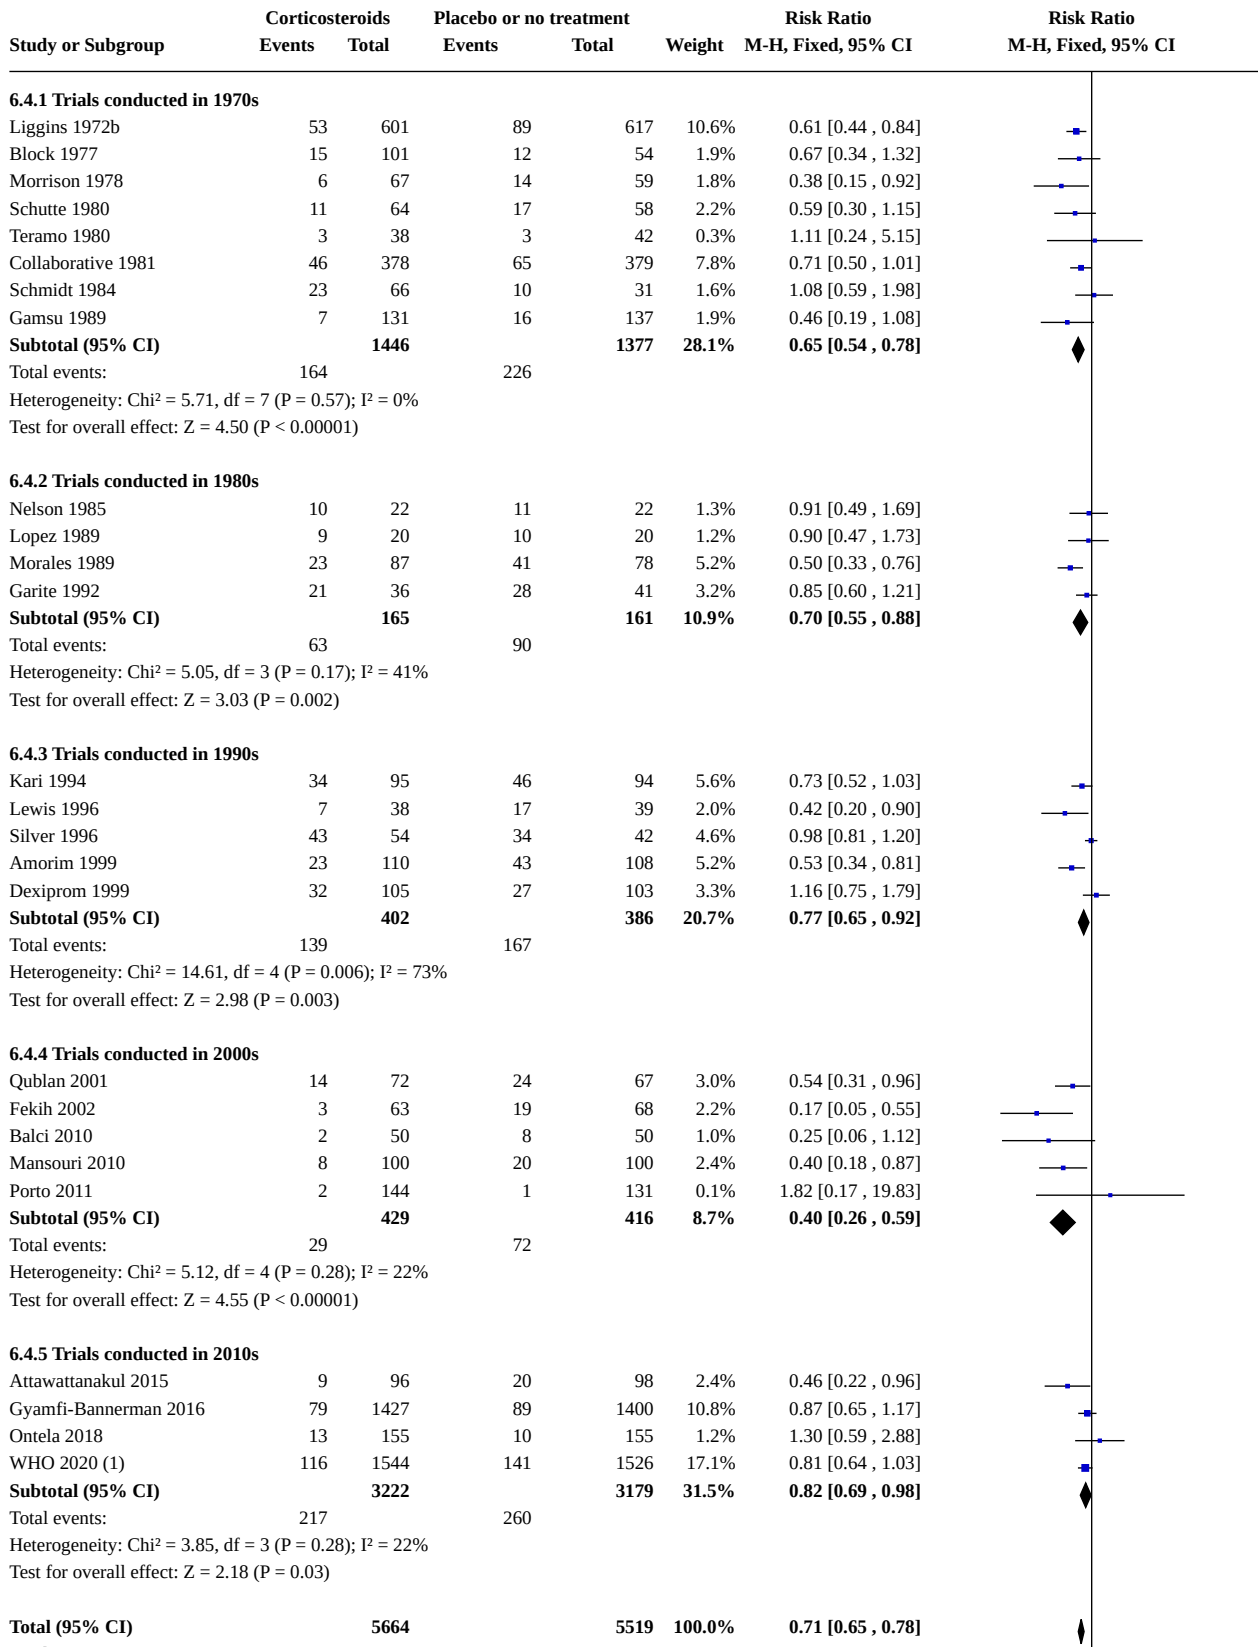 Corticosteroids Placebo or no treatment Risk Ratio Risk Ratio
Study or Subgroup Events Total Events Total Weight M-H, Fixed, 95% CI M-H, Fixed, 95% CI
6.4.1 Trials conducted in 1970s
Liggins 1972b 53 601 89 617 10.6% 0.61 [0.44 , 0.84]
Block 1977 15 101 12 54 1.9% 0.67 [0.34 , 1.32]
Morrison 1978 6 67 14 59 1.8% 0.38 [0.15 , 0.92]
Schutte 1980 11 64 17 58 2.2% 0.59 [0.30 , 1.15]
Teramo 1980 3 38 3 42 0.3% 1.11 [0.24 , 5.15]
Collaborative 1981 46 378 65 379 7.8% 0.71 [0.50 , 1.01]
Schmidt 1984 23 66 10 31 1.6% 1.08 [0.59 , 1.98]
Gamsu 1989 7 131 16 137 1.9% 0.46 [0.19 , 1.08]
Subtotal (95% CI) 1446 1377 28.1% 0.65 [0.54 , 0.78]
Total events: 164 226
Heterogeneity: Chi² = 5.71, df = 7 (P = 0.57); I² = 0%
Test for overall effect: Z = 4.50 (P < 0.00001)
6.4.2 Trials conducted in 1980s
Nelson 1985 10 22 11 22 1.3% 0.91 [0.49 , 1.69]
Lopez 1989 9 20 10 20 1.2% 0.90 [0.47 , 1.73]
Morales 1989 23 87 41 78 5.2% 0.50 [0.33 , 0.76]
Garite 1992 21 36 28 41 3.2% 0.85 [0.60 , 1.21]
Subtotal (95% CI) 165 161 10.9% 0.70 [0.55 , 0.88]
Total events: 63 90
Heterogeneity: Chi² = 5.05, df = 3 (P = 0.17); I² = 41%
Test for overall effect: Z = 3.03 (P = 0.002)
6.4.3 Trials conducted in 1990s
Kari 1994 34 95 46 94 5.6% 0.73 [0.52 , 1.03]
Lewis 1996 7 38 17 39 2.0% 0.42 [0.20 , 0.90]
Silver 1996 43 54 34 42 4.6% 0.98 [0.81 , 1.20]
Amorim 1999 23 110 43 108 5.2% 0.53 [0.34 , 0.81]
Dexiprom 1999 32 105 27 103 3.3% 1.16 [0.75 , 1.79]
Subtotal (95% CI) 402 386 20.7% 0.77 [0.65 , 0.92]
Total events: 139 167
Heterogeneity: Chi² = 14.61, df = 4 (P = 0.006); I² = 73%
Test for overall effect: Z = 2.98 (P = 0.003)
6.4.4 Trials conducted in 2000s
Qublan 2001 14 72 24 67 3.0% 0.54 [0.31 , 0.96]
Fekih 2002 3 63 19 68 2.2% 0.17 [0.05 , 0.55]
Balci 2010 2 50 8 50 1.0% 0.25 [0.06 , 1.12]
Mansouri 2010 8 100 20 100 2.4% 0.40 [0.18 , 0.87]
Porto 2011 2 144 1 131 0.1% 1.82 [0.17 , 19.83]
Subtotal (95% CI) 429 416 8.7% 0.40 [0.26 , 0.59]
Total events: 29 72
Heterogeneity: Chi² = 5.12, df = 4 (P = 0.28); I² = 22%
Test for overall effect: Z = 4.55 (P < 0.00001)
6.4.5 Trials conducted in 2010s
Attawattanakul 2015 9 96 20 98 2.4% 0.46 [0.22 , 0.96]
Gyamfi-Bannerman 2016 79 1427 89 1400 10.8% 0.87 [0.65 , 1.17]
Ontela 2018 13 155 10 155 1.2% 1.30 [0.59 , 2.88]
WHO 2020 (1) 116 1544 141 1526 17.1% 0.81 [0.64 , 1.03]
Subtotal (95% CI) 3222 3179 31.5% 0.82 [0.69 , 0.98]
Total events: 217 260
Heterogeneity: Chi² = 3.85, df = 3 (P = 0.28); I² = 22%
Test for overall effect: Z = 2.18 (P = 0.03)
Total (95% CI) 5664 5519 100.0% 0.71 [0.65 , 0.78]